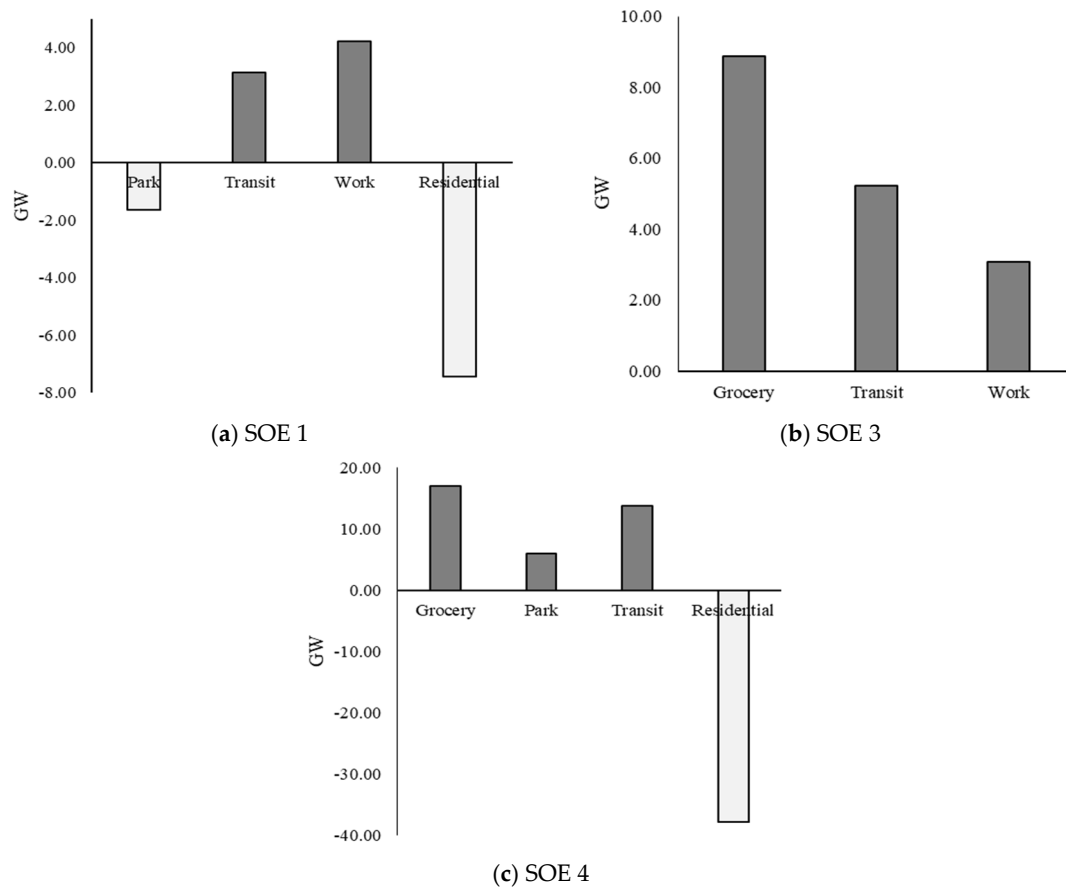 4.00
2.00
0.00
-2.00
-4.00
-6.00
-8.00
GW
Park Transit Work Residential
(a) SOE 1
10.00
8.00
6.00
4.00
2.00
0.00
GW
Grocery Transit Work
(b) SOE 3
20.00
10.00
0.00
-10.00
-20.00
-30.00
-40.00
GW
Grocery Park Transit Residential
(c) SOE 4